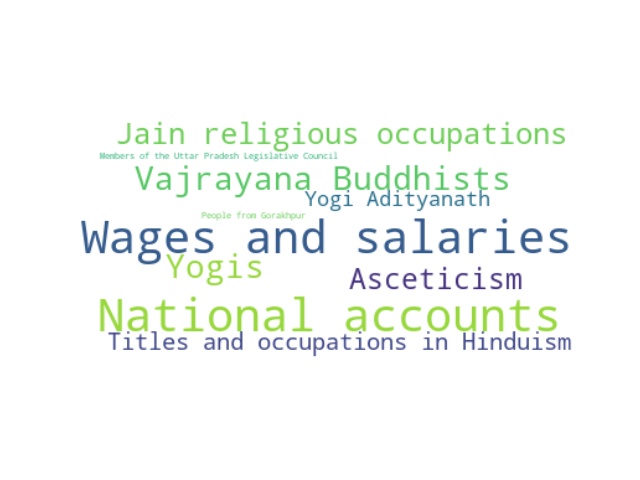 Jain religious occupations
Members of the Uttar Pradesh Legislative Council
Vajrayana Buddhists
Yogi Adityanath
People from Gorakhpur
Wages and salaries
Yogis
Asceticism
National accounts
Titles and occupations in Hinduism